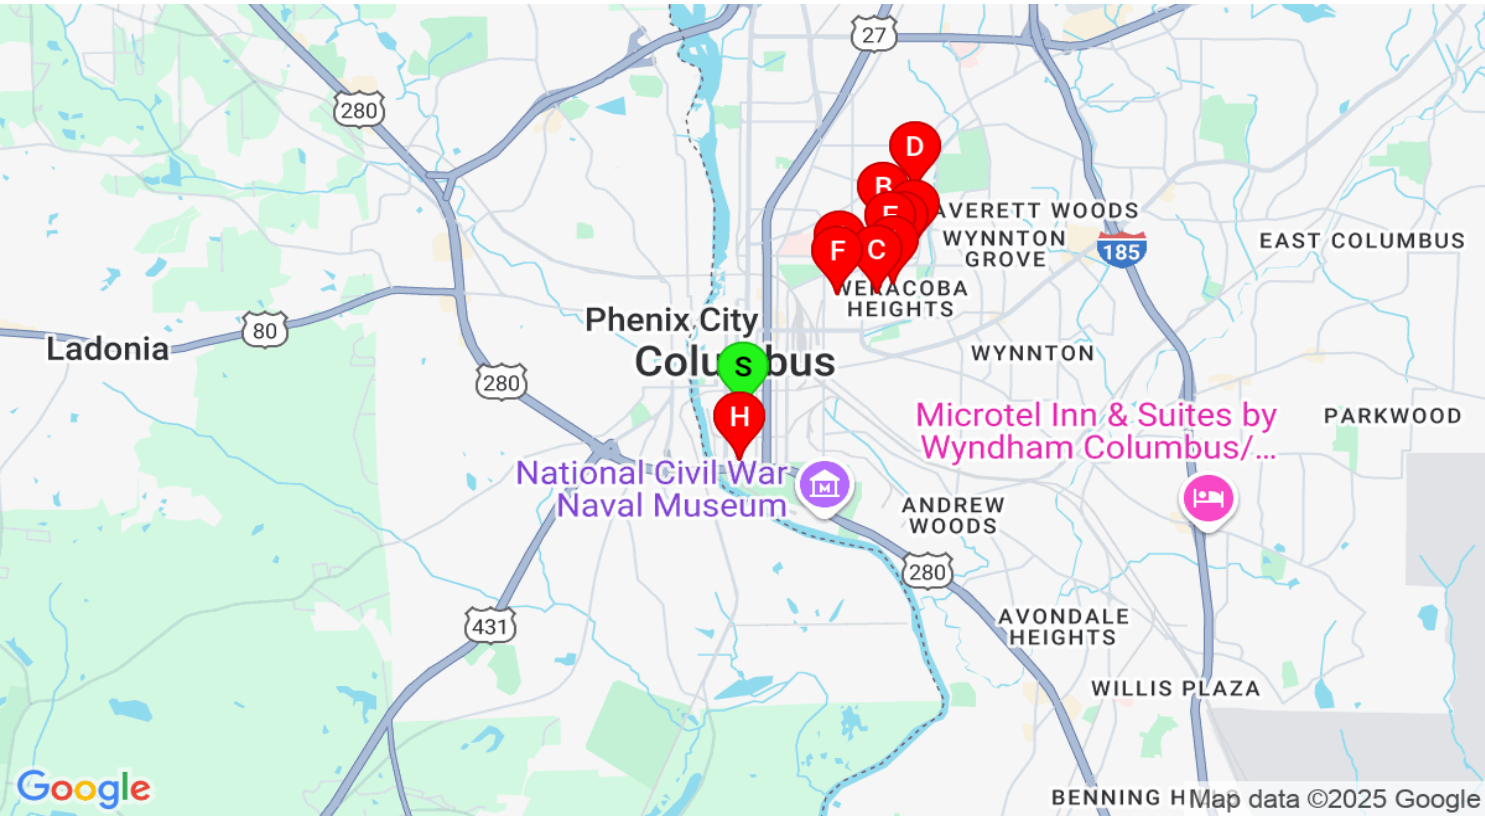 27
280
D
B
E
AVERETT WOODS
WYNNTON
GROVE
EAST COLUMBUS
185
F
C
WERACOBA
HEIGHTS
Phenix City
80
Ladonia
WYNNTON
Columbus
S
280
H
Microtel Inn & Suites by
Wyndham Columbus/...
PARKWOOD
National Civil War
Naval Museum
M
ANDREW
WOODS
280
431
AVONDALE
HEIGHTS
WILLIS PLAZA
Google
BENNING
Map data ©2025 Google